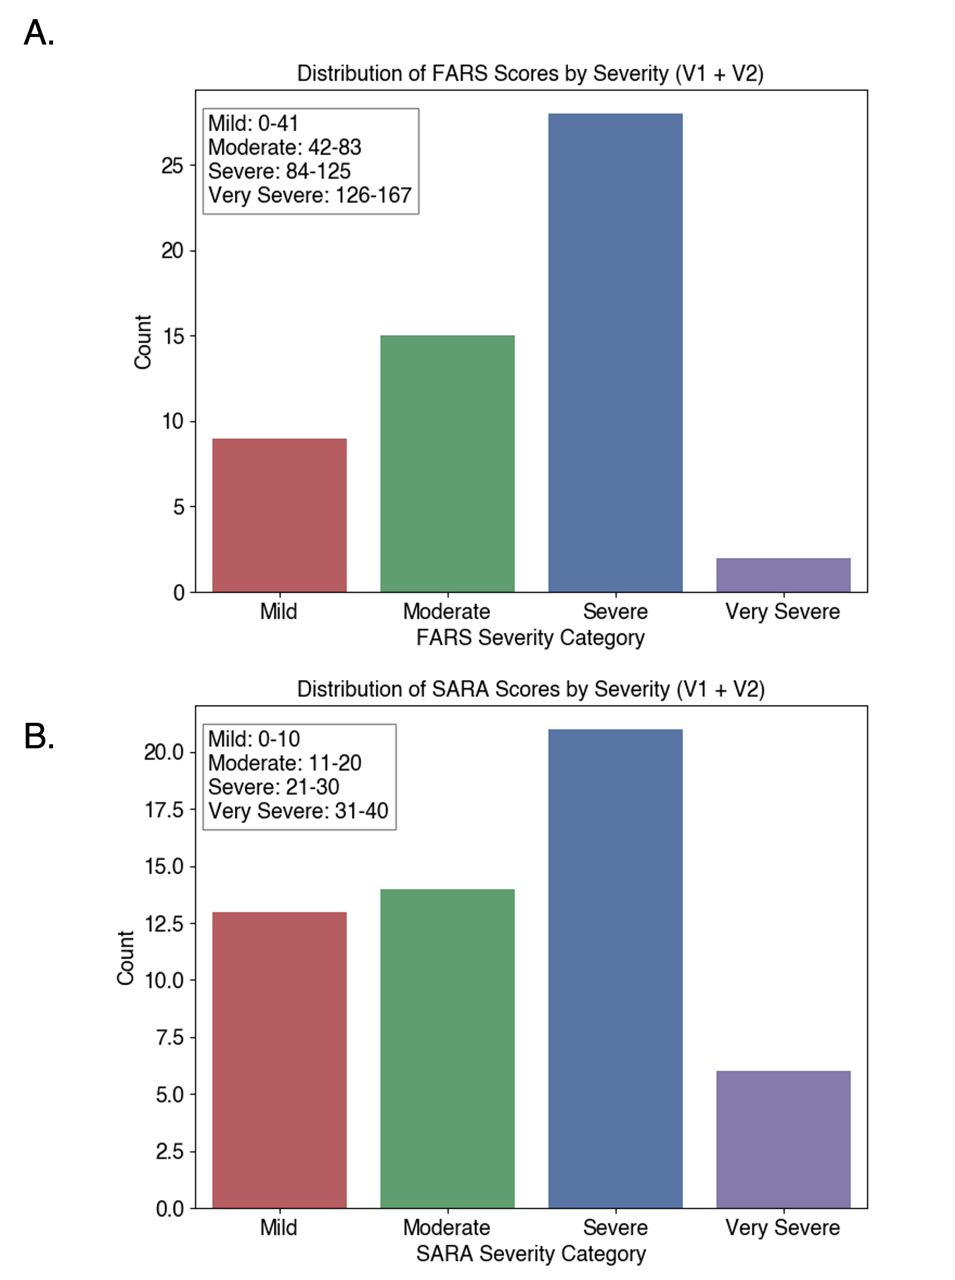 A.
Distribution of FARS Scores by Severity (V1 + V2)
Mild: 0-41
Moderate: 42-83
Severe: 84-125
Very Severe: 126-167
25
20
15
10
5
0
Count
Mild Moderate Severe Very Severe
FARS Severity Category
B.
Distribution of SARA Scores by Severity (V1 + V2)
Mild: 0-10
Moderate: 11-20
Severe: 21-30
Very Severe: 31-40
20.0
17.5
15.0
12.5
10.0
7.5
5.0
2.5
0.0
Count
Mild Moderate Severe Very Severe
SARA Severity Category